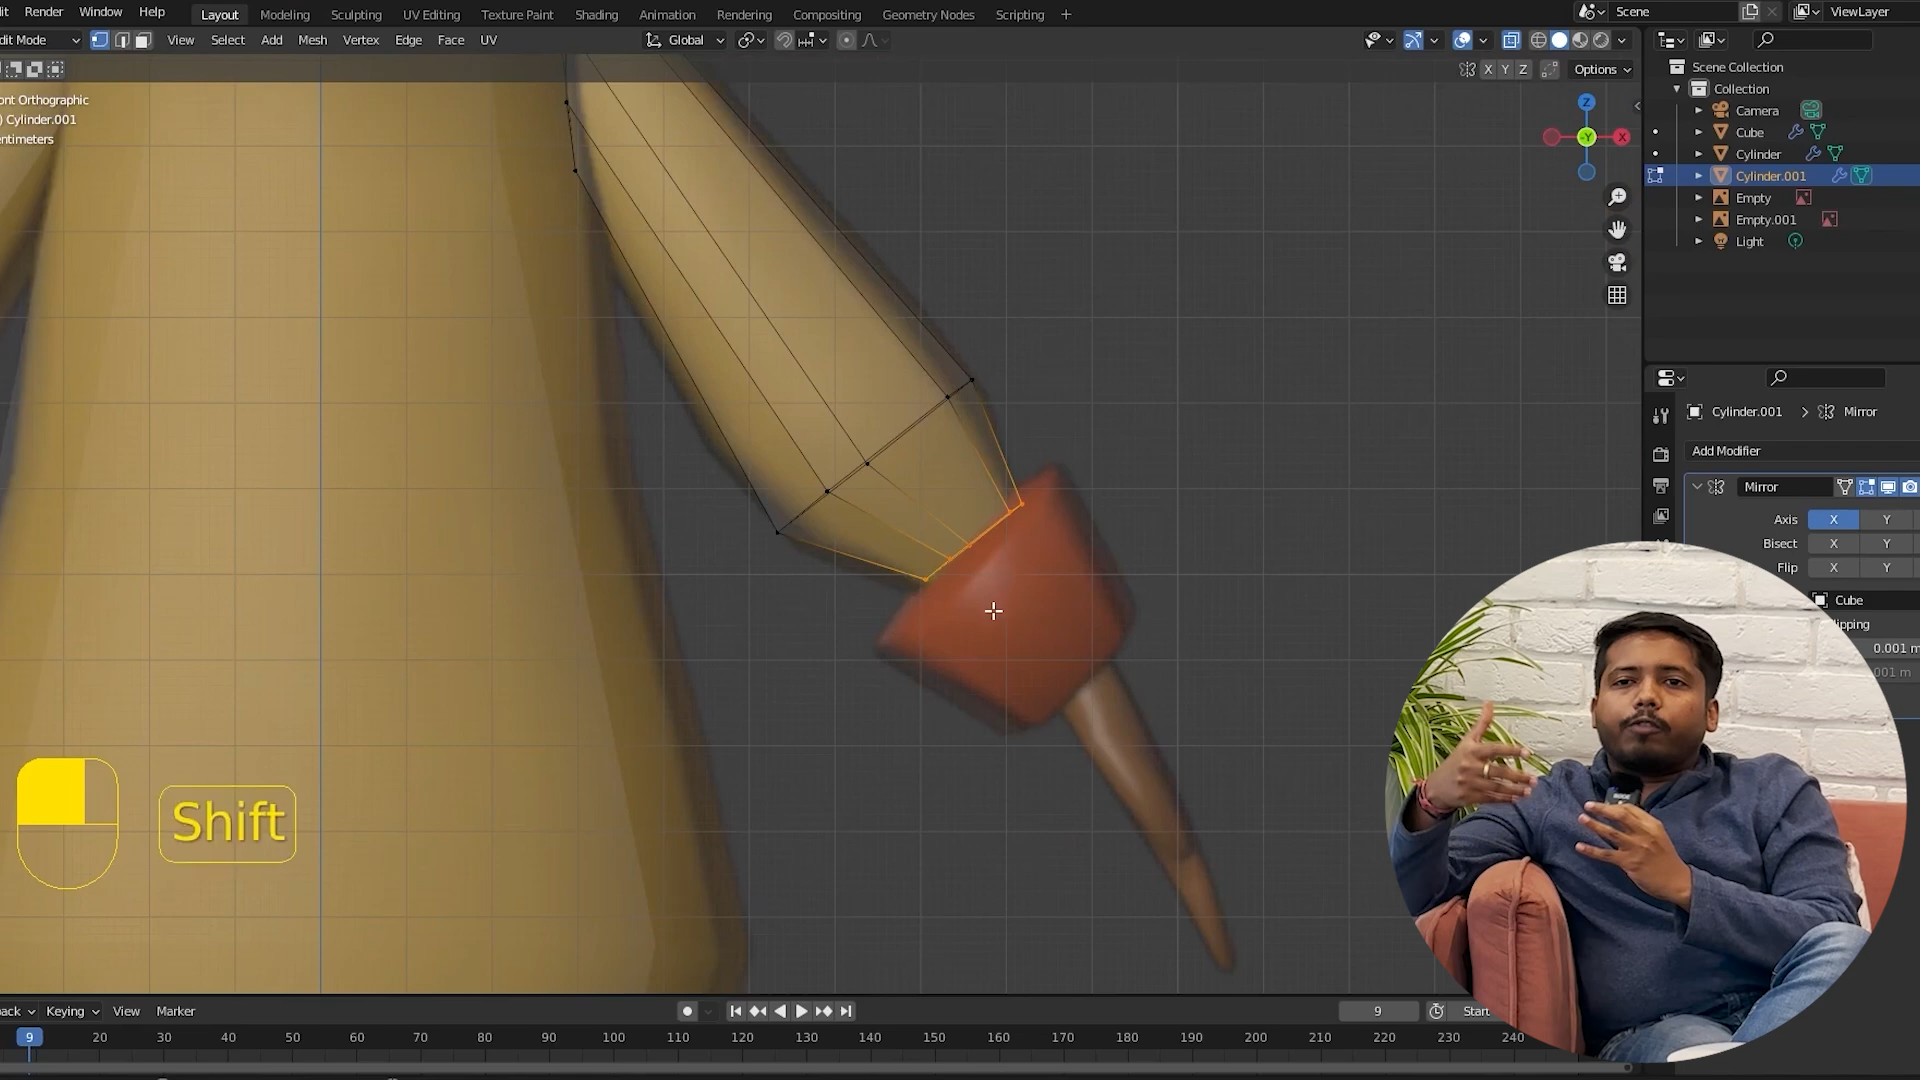 Render Window Help
Layout Modeling Sculpting UV Editing Texture Paint Shading Animation Rendering Compositing Geometry Nodes Scripting +
Scene
ViewLayer
dit Mode View Select Add Mesh Vertex Edge Face UV
Global
X Y Z
Options
ont Orthographic
) Cylinder.001
entimeters
Z
-Y
X
Scene Collection
Collection
Camera
Cube
Cylinder
Cylinder.001
Empty
Empty.001
Light
Cylinder.001 > Mirror
Add Modifier
Mirror
Axis X Y
Bisect X Y
Flip X Y
Cube
ipping
0.001 m
001 m
Shift
back Keying View Marker
9
Start
9 20 30 40 50 60 70 80 90 100 110 120 130 140 150 160 170 180 190 200 210 220 230 240